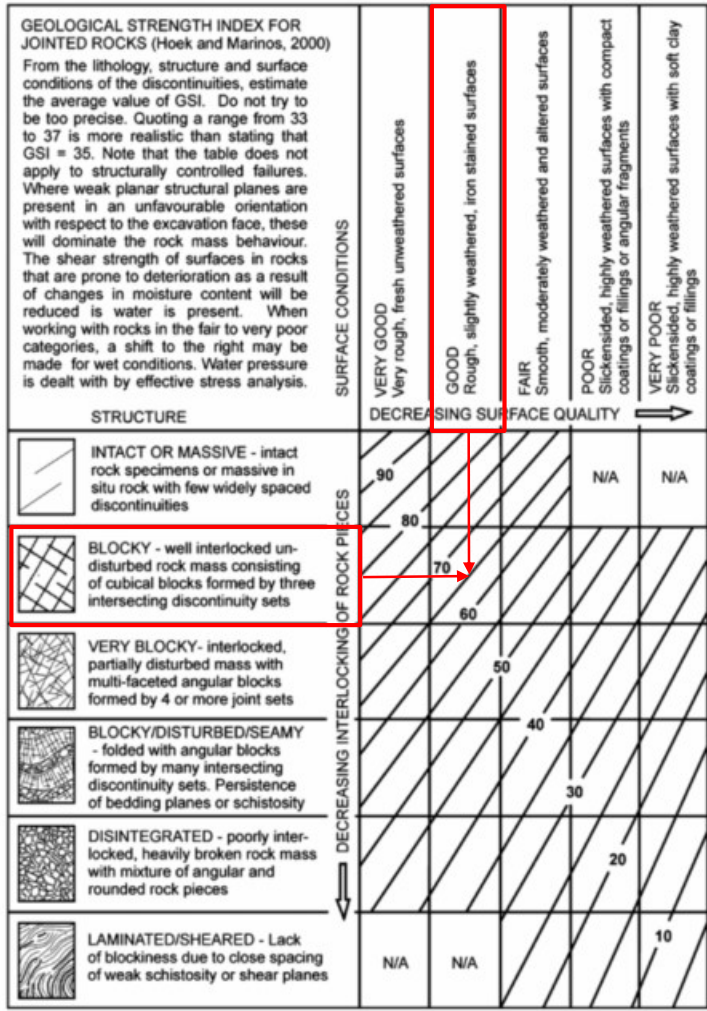 GEOLOGICAL STRENGTH INDEX FOR
JOINTED ROCKS (Hoek and Marinos, 2000)
From the lithology, structure and surface
conditions of the discontinuities, estimate
the average value of GSI. Do not try to
be too precise. Quoting a range from 33
to 37 is more realistic than stating that
GSI = 35. Note that the table does not
apply to structurally controlled failures.
Where weak planar structural planes are
present in an unfavourable orientation
with respect to the excavation face, these
will dominate the rock mass behaviour.
The shear strength of surfaces in rocks
that are prone to deterioration as a result
of changes in moisture content will be
reduced is water is present. When
working with rocks in the fair to very poor
categories, a shift to the right may be
made for wet conditions. Water pressure
is dealt with by effective stress analysis.
STRUCTURE
SURFACE CONDITIONS
VERY GOOD
Very rough, fresh unweathered surfaces
GOOD
Rough, slightly weathered, iron stained surfaces
FAIR
Smooth, moderately weathered and altered surfaces
POOR
Slickensided, highly weathered surfaces with compact
coatings or fillings or angular fragments
VERY POOR
Slickensided, highly weathered surfaces with soft clay
coatings or fillings
DECREASING SURFACE QUALITY
DECREASING INTERLOCKING OF ROCK PIECES
INTACT OR MASSIVE - intact
rock specimens or massive in
situ rock with few widely spaced
discontinuities
90
80
N/A
N/A
BLOCKY - well interlocked un-
disturbed rock mass consisting
of cubical blocks formed by three
intersecting discontinuity sets
70
60
VERY BLOCKY- interlocked,
partially disturbed mass with
multi-faceted angular blocks
formed by 4 or more joint sets
50
BLOCKY/DISTURBED/SEAMY
- folded with angular blocks
formed by many intersecting
discontinuity sets. Persistence
of bedding planes or schistosity
40
30
DISINTEGRATED - poorly inter-
locked, heavily broken rock mass
with mixture of angular and
rounded rock pieces
20
LAMINATED/SHEARED - Lack
of blockiness due to close spacing
of weak schistosity or shear planes
N/A
N/A
10